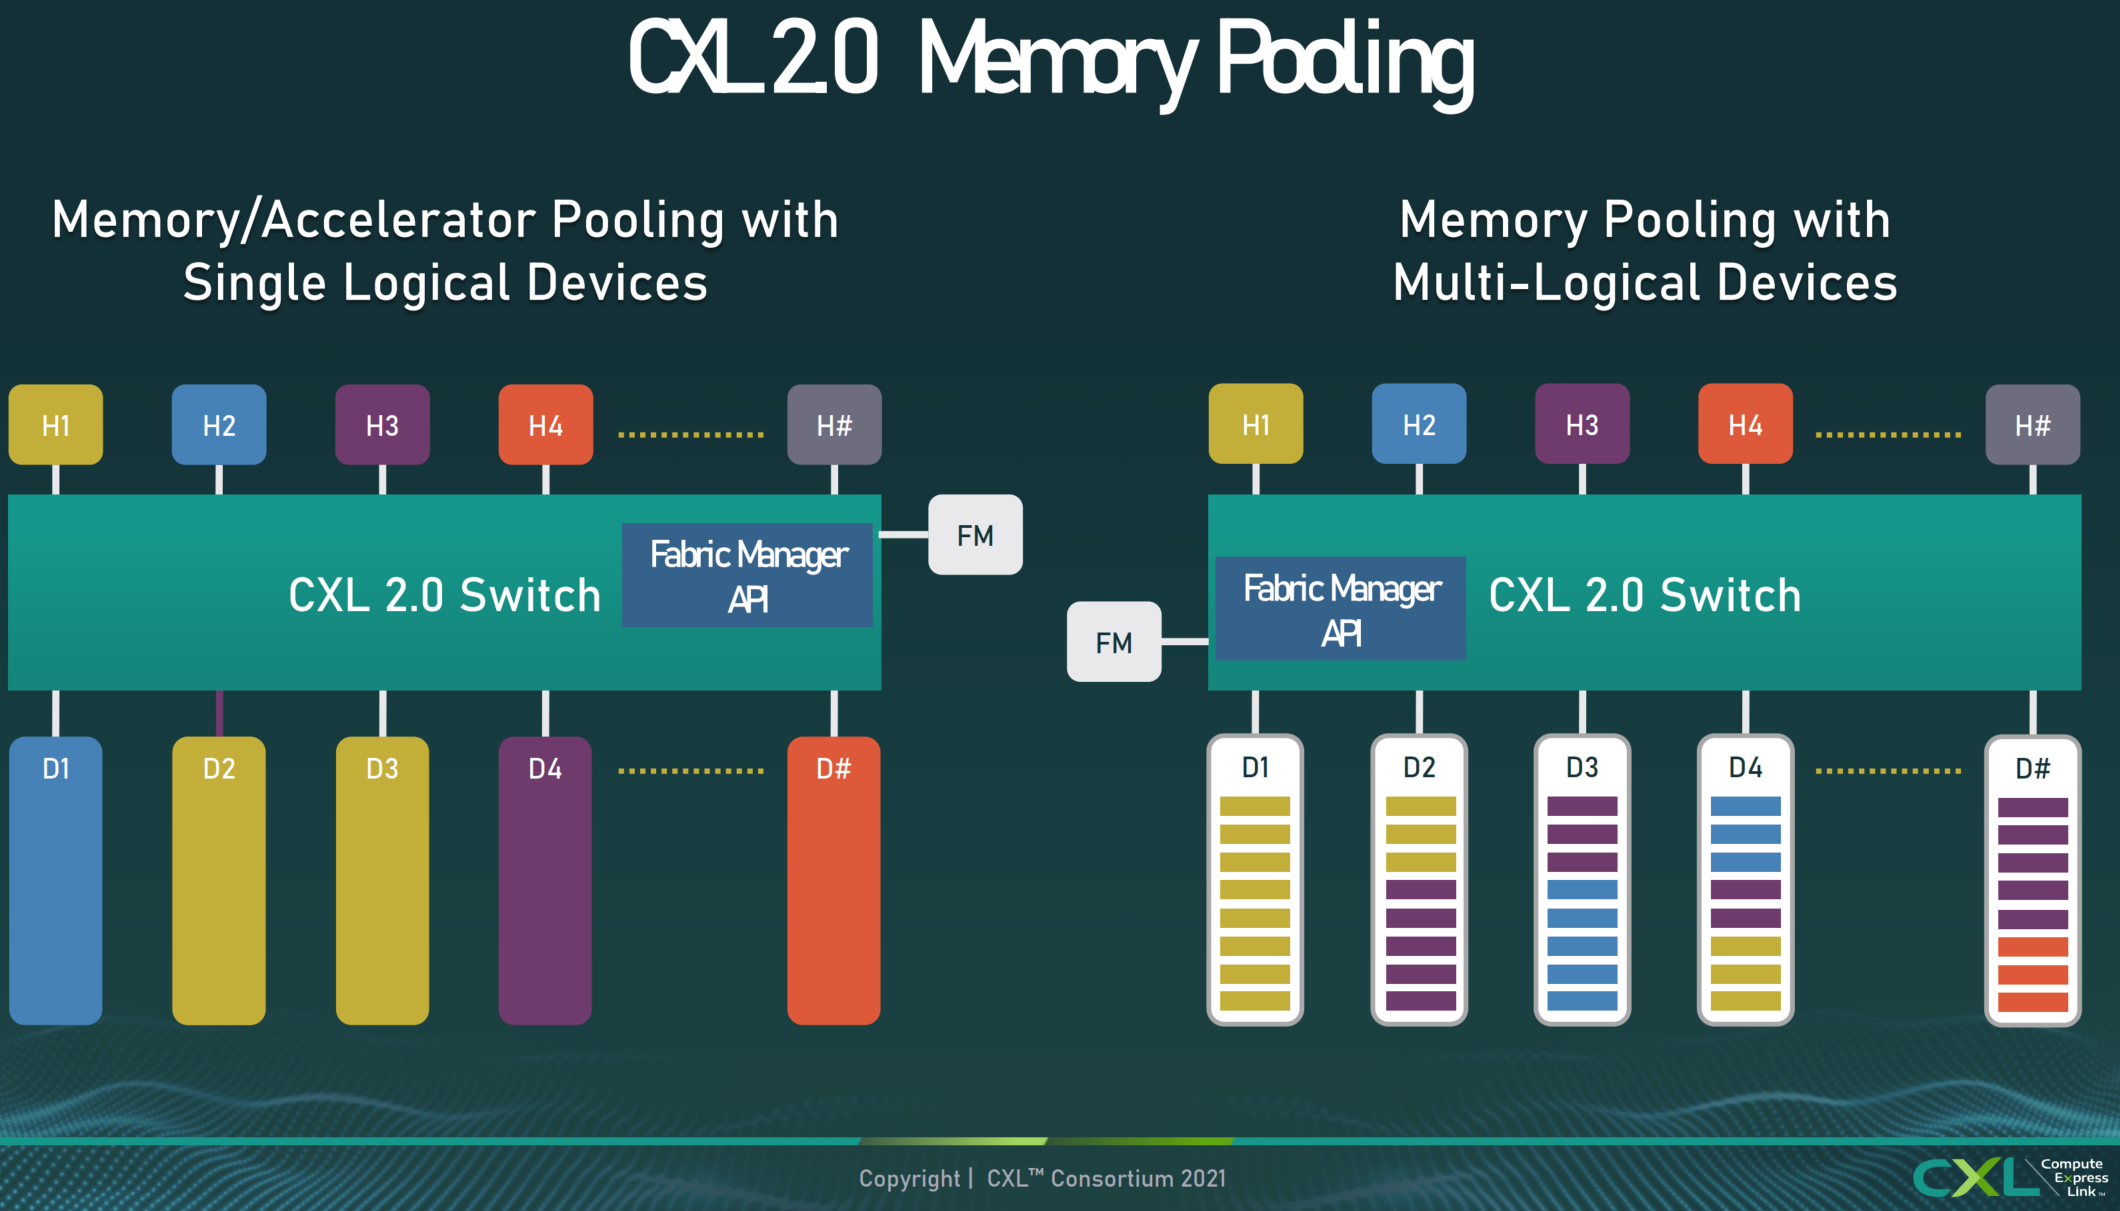 CXL 2.0 Memory Pooling
Memory/Accelerator Pooling with
Single Logical Devices
H1
H2
H3
H4
H#
CXL 2.0 Switch
Fabric Manager
API
FM
D1
D2
D3
D4
D#
Memory Pooling with
Multi-Logical Devices
H1
H2
H3
H4
H#
FM
Fabric Manager
API
CXL 2.0 Switch
D1
D2
D3
D4
D#
Copyright | CXL™ Consortium 2021
CXL
Compute
Express
Link™